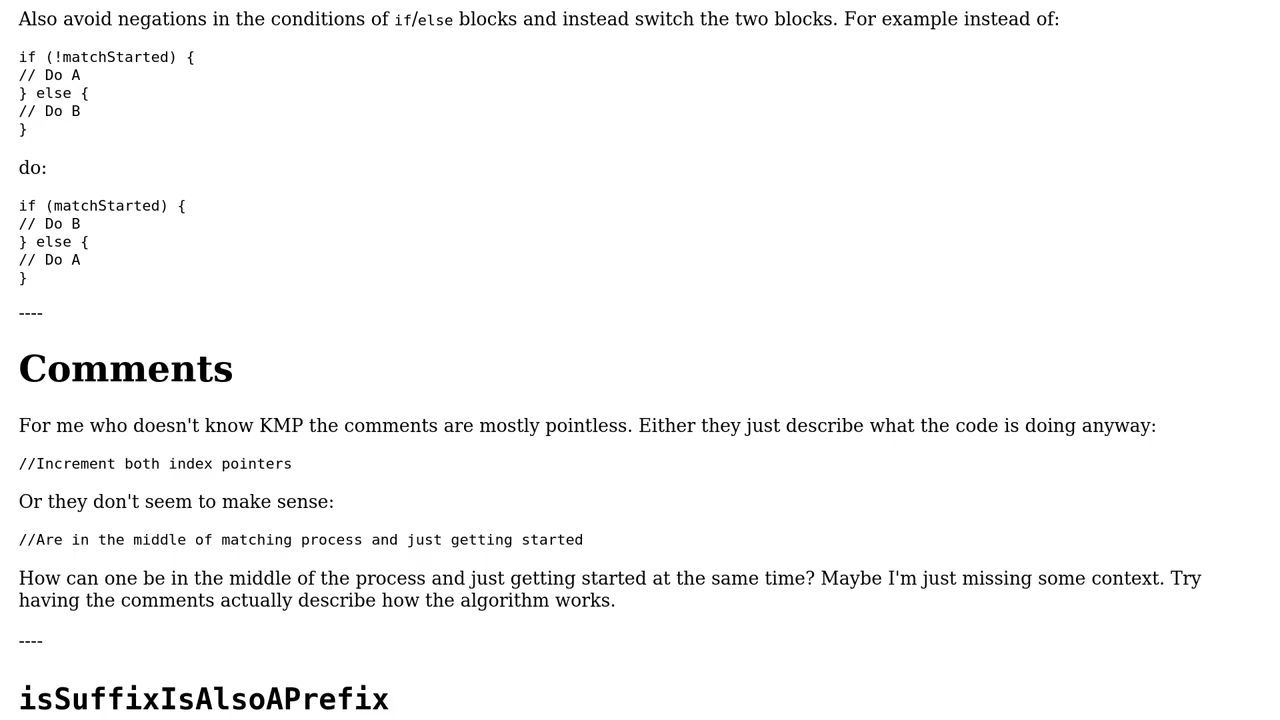 Also avoid negations in the conditions of if/else blocks and instead switch the two blocks. For example instead of:
if (!matchStarted) {
// Do A
} else {
// Do B
}
do:
if (matchStarted) {
// Do B
} else {
// Do A
}
----
Comments
For me who doesn't know KMP the comments are mostly pointless. Either they just describe what the code is doing anyway:
//Increment both index pointers
Or they don't seem to make sense:
//Are in the middle of matching process and just getting started
How can one be in the middle of the process and just getting started at the same time? Maybe I'm just missing some context. Try
having the comments actually describe how the algorithm works.
----
isSuffixIsAlsoAPrefix